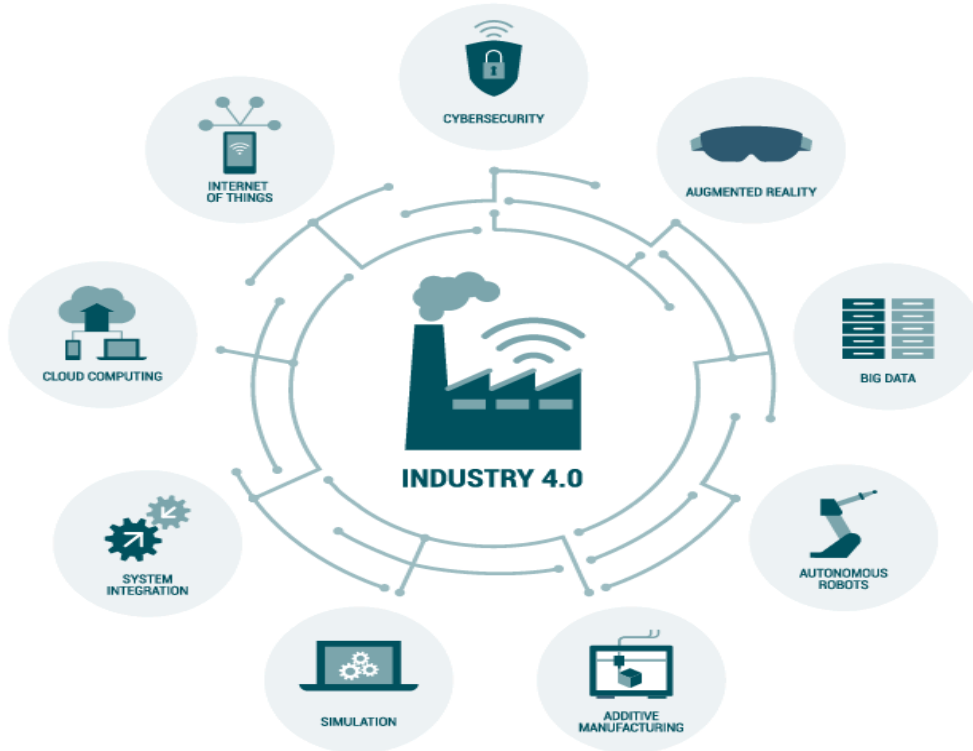 CYBERSECURITY
AUGMENTED REALITY
BIG DATA
AUTONOMOUS
ROBOTS
ADDITIVE
MANUFACTURING
SIMULATION
SYSTEM
INTEGRATION
CLOUD COMPUTING
INTERNET
OF THINGS
INDUSTRY 4.0